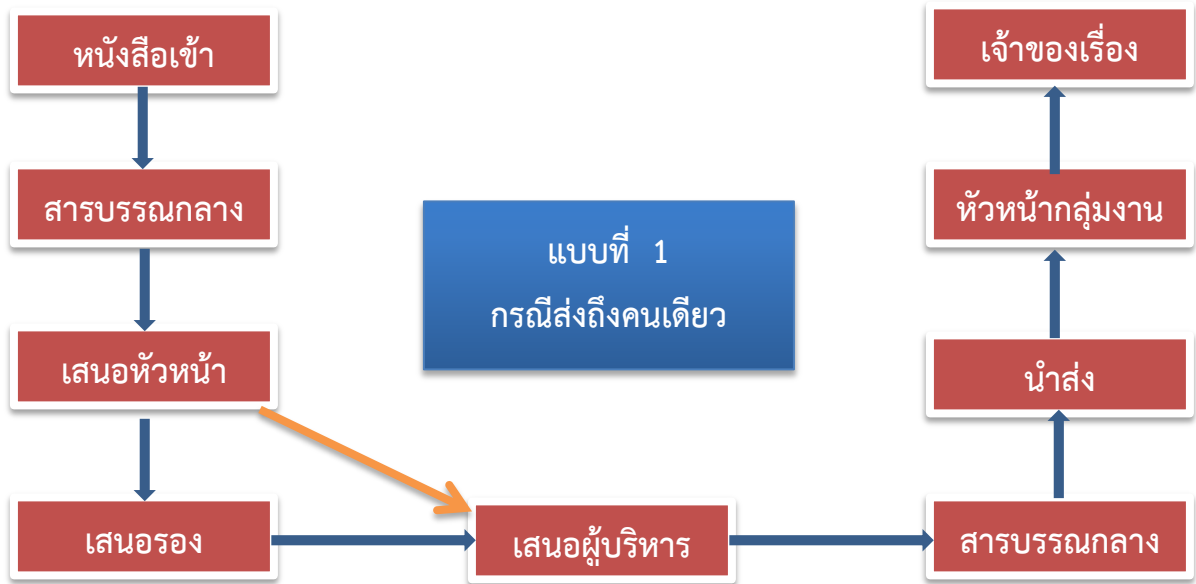 หนังสือเข้า
สารบรรณกลาง
เสนอหัวหน้า
เสนอรอง
เสนอผู้บริหาร
สารบรรณกลาง
นำส่ง
หัวหน้ากลุ่มงาน
เจ้าของเรื่อง
แบบที่ 1
กรณีส่งถึงคนเดียว